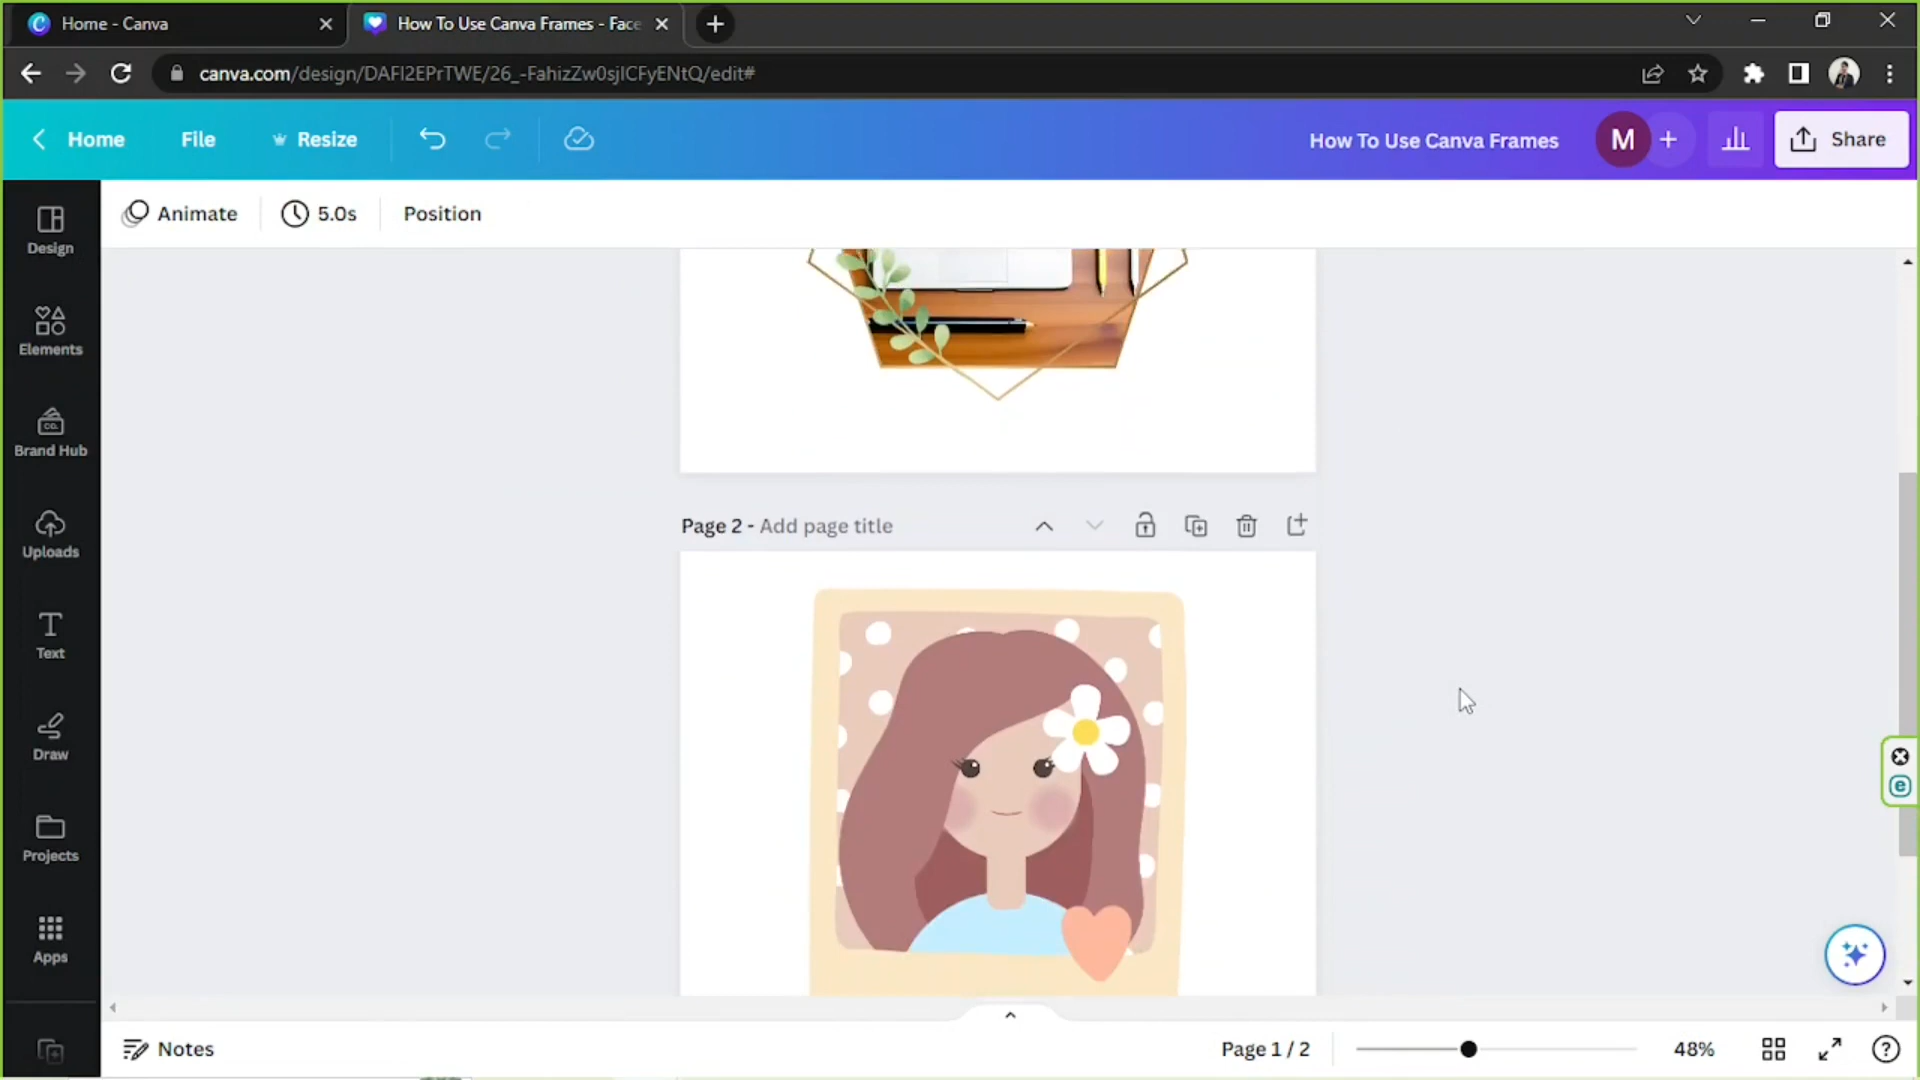 Home - Canva
How To Use Canva Frames - Face
canva.com/design/DAFI2EPrTWE/26_-FahizZw0sjICFyENtQ/edit#
Home
File
Resize
How To Use Canva Frames
M
Share
Animate
5.0s
Position
Design
Elements
CO.
Brand Hub
Uploads
Text
Draw
Projects
Apps
Page 2 - Add page title
Notes
Page 1 / 2
48%